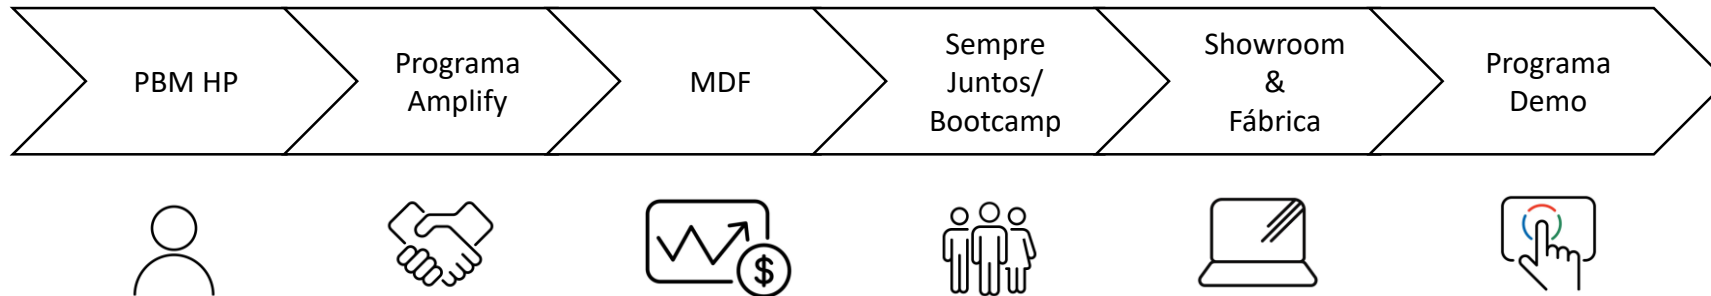 PBM HP
Programa
Amplify
MDF
Sempre
Juntos/
Bootcamp
Showroom
&
Fábrica
Programa
Demo
$